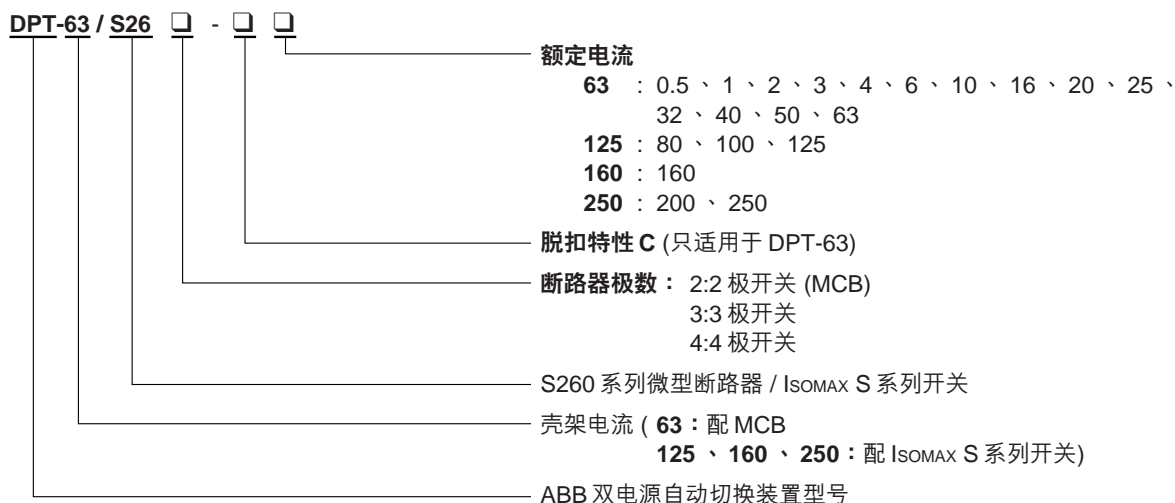 DPT-63 / S26 ❑ - ❑ ❑
额定电流
63 : 0.5 、 1 、 2 、 3 、 4 、 6 、 10 、 16 、 20 、 25 、
32 、 40 、 50 、 63
125 : 80 、 100 、 125
160 : 160
250 : 200 、 250
脱扣特性 C (只适用于 DPT-63)
断路器极数： 2:2 极开关 (MCB)
3:3 极开关
4:4 极开关
S260 系列微型断路器 / ISOMAX S 系列开关
壳架电流 ( 63：配 MCB
125 、 160 、 250：配 ISOMAX S 系列开关)
ABB 双电源自动切换装置型号